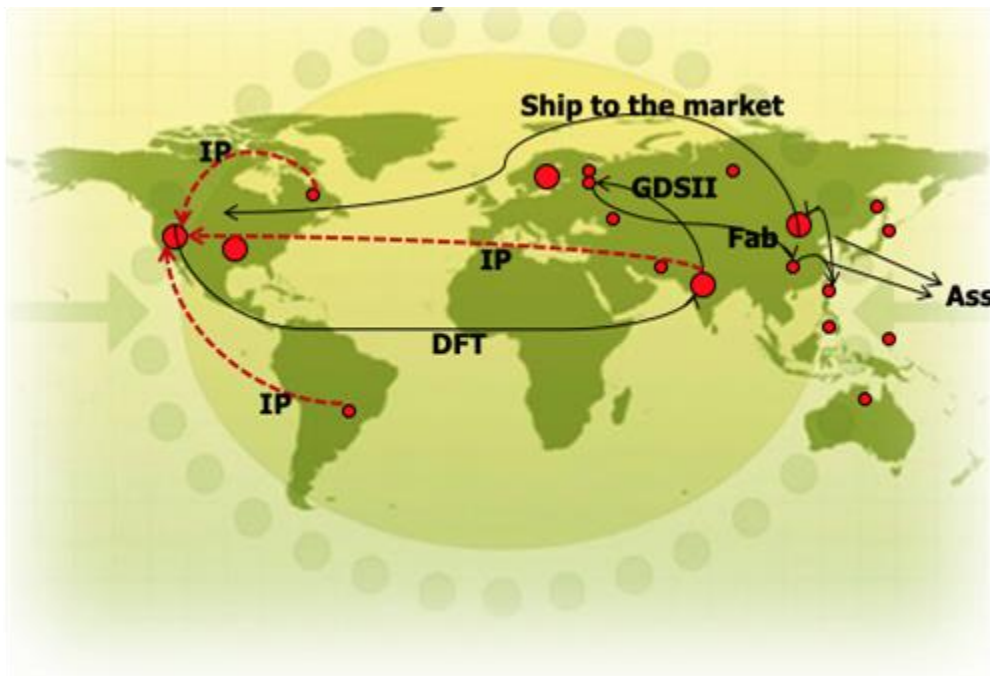 Ship to the market
IP
GDSII
Fab
IP
Ass
DFT
IP